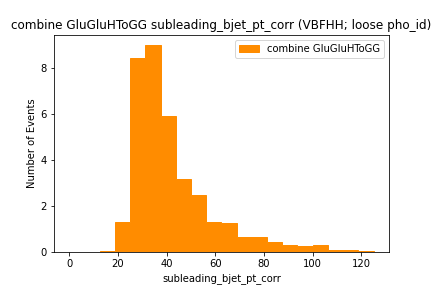 combine GluGluHToGG subleading_bjet_pt_corr (VBFHH; loose pho_id)
combine GluGluHToGG
Number of Events
8
6
4
2
0
0 20 40 60 80 100 120
subleading_bjet_pt_corr